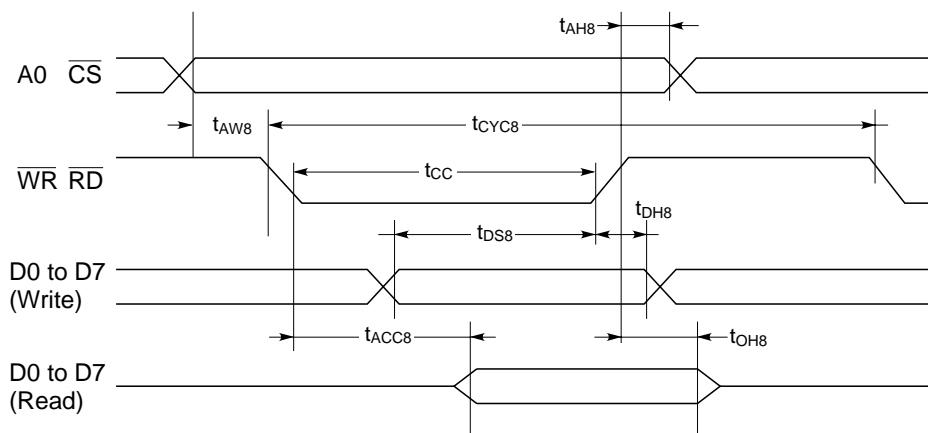 tAH8
A0 CS
tAW8
tCYC8
WR RD
tCC
tDH8
tDS8
D0 to D7
(Write)
tACC8
tOH8
D0 to D7
(Read)